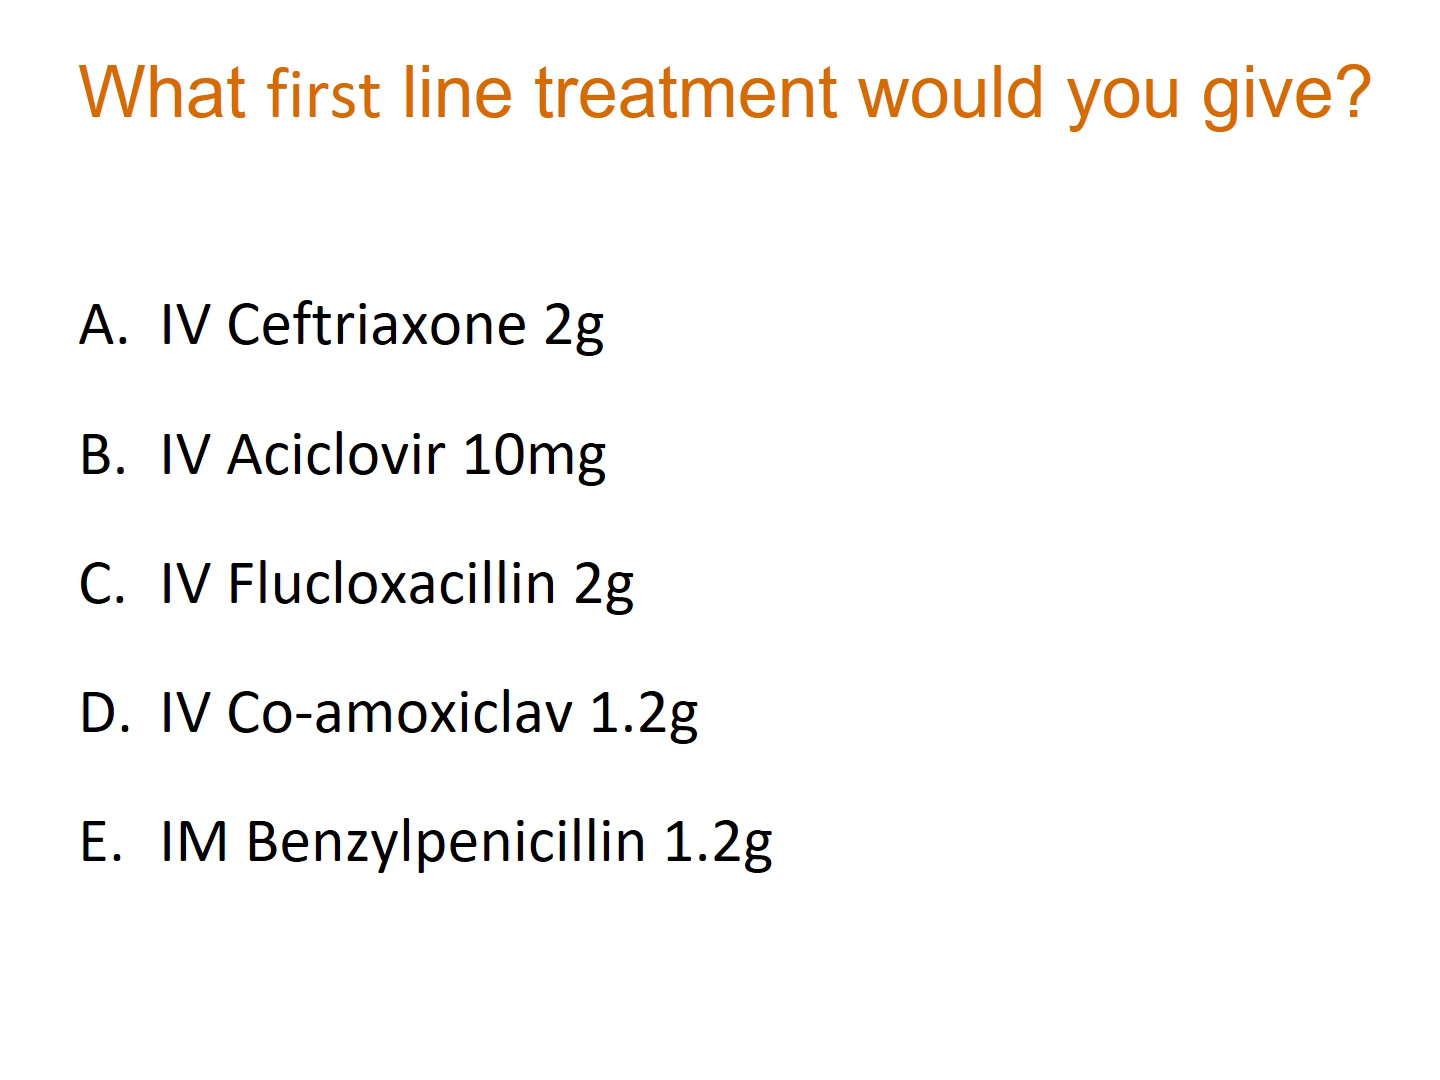 What first line treatment would you give?
A. IV Ceftriaxone 2g
B. IV Aciclovir 10mg
C. IV Flucloxacillin 2g
D. IV Co-amoxiclav 1.2g
E. IM Benzylpenicillin 1.2g